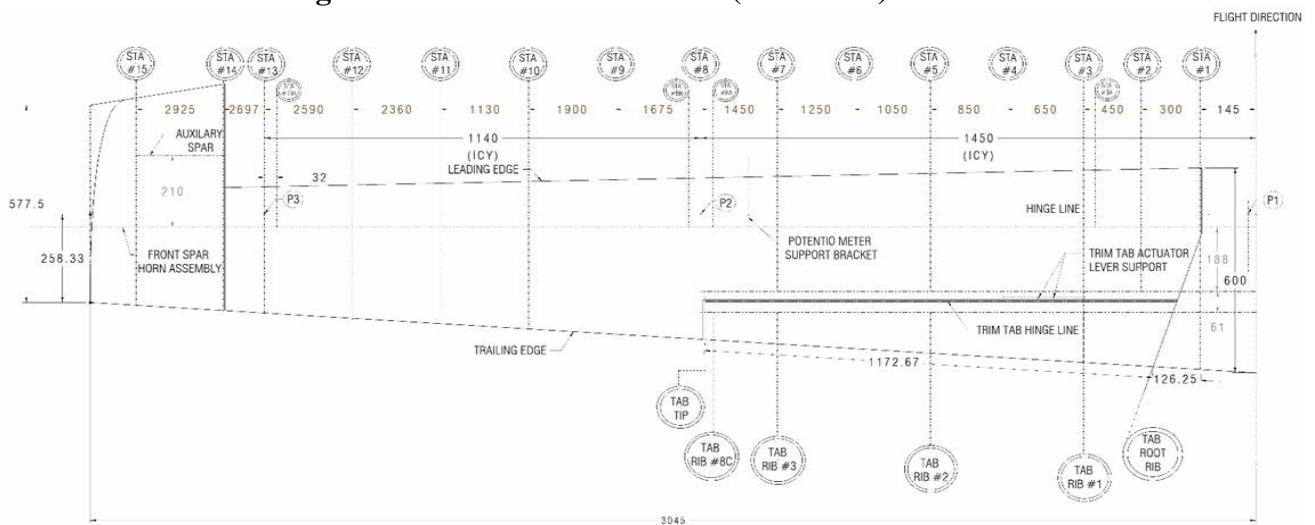 FLIGHT DIRECTION
STA #15
STA #14
STA #13
STA #12
STA #11
STA #10
STA #9
STA #8
STA #7
STA #6
STA #5
STA #4
STA #3
STA #2
STA #1
- 2925 - 2697 - 2590 - 2360 - 1130 - 1900 - 1675 - 1450 - 1250 - 1050 - 850 - 650 - 450 - 300 - 145 -
1140
(ICY)
1450
(ICY)
AUXILARY
SPAR
LEADING EDGE
32
210
P3
P2
P1
HINGE LINE
577.5
258.33
FRONT SPAR
HORN ASSEMBLY
POTENTIO METER
SUPPORT BRACKET
TRIM TAB ACTUATOR
LEVER SUPPORT
188
600
61
TRIM TAB HINGE LINE
TRAILING EDGE
1172.67
126.25
TAB
TIP
TAB
RIB #8C
TAB
RIB #3
TAB
RIB #2
TAB
RIB #1
TAB
ROOT
RIB
3045